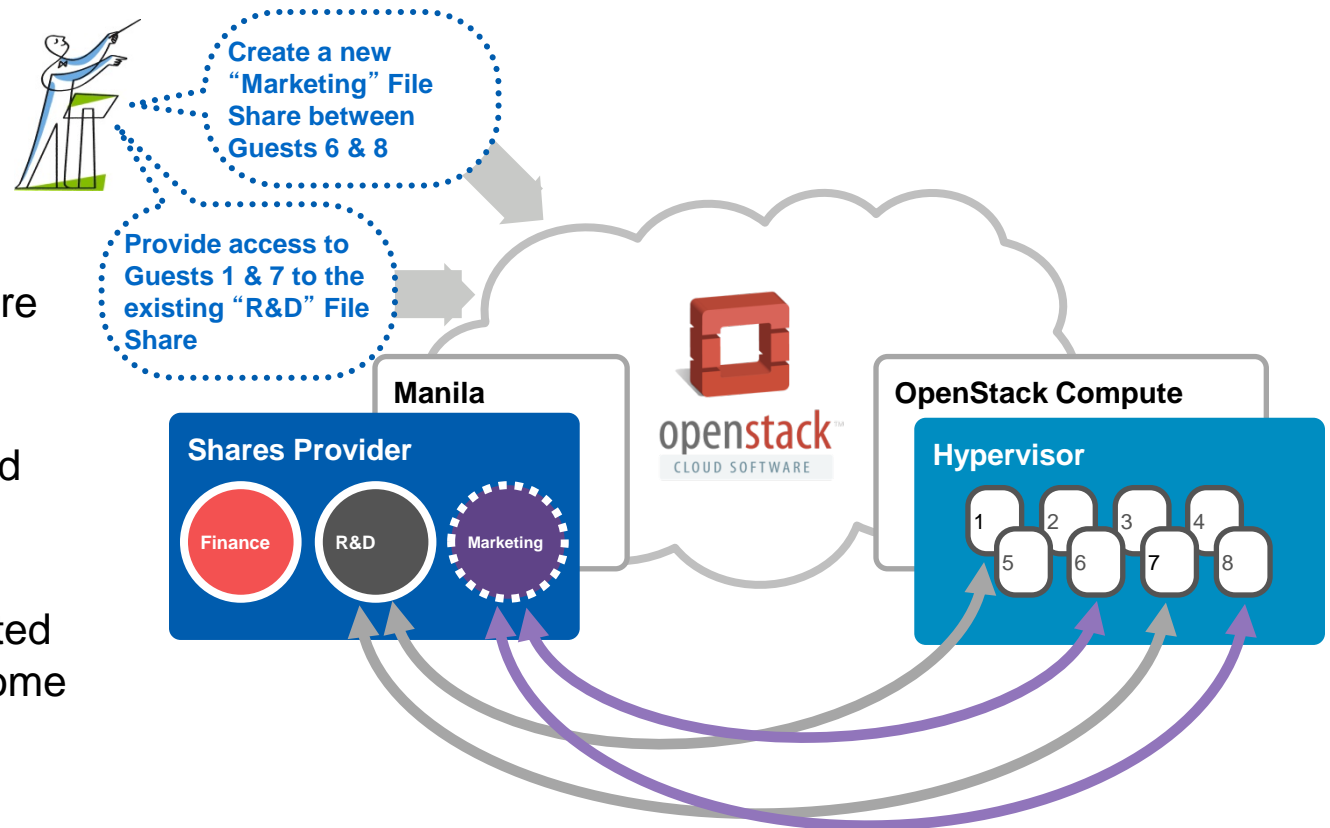 Create a new
“Marketing” File
Share between
Guests 6 & 8
Provide access to
Guests 1 & 7 to the
existing “R&D” File
Share
re
d
ted
ome
Manila
openstack™
CLOUD SOFTWARE
OpenStack Compute
Shares Provider
Finance
R&D
Marketing
Hypervisor
1 2 3 4
5 6 7 8